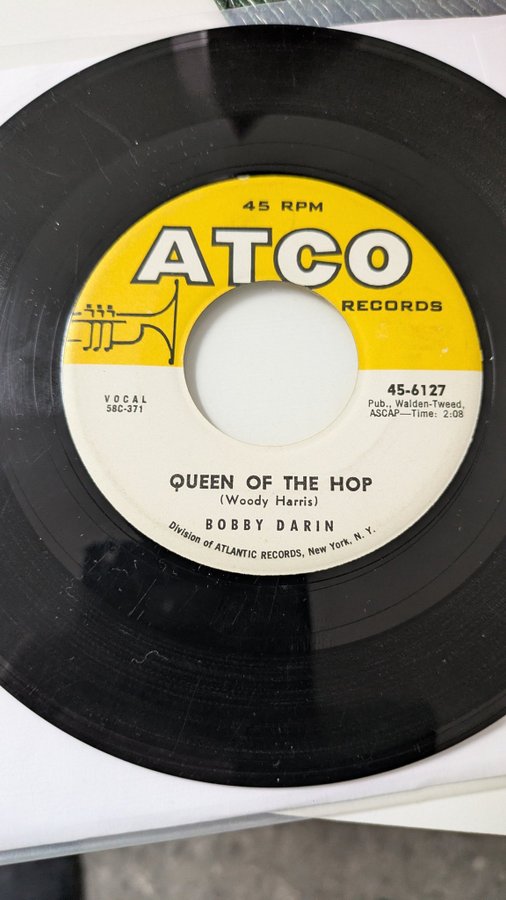 45 RPM
ATCO
RECORDS
VOCAL
58C-371
45-6127
Pub., Walden-Tweed,
ASCAP—Time: 2:08
QUEEN OF THE HOP
(Woody Harris)
BOBBY DARIN
Division of ATLANTIC RECORDS, New York, N. Y.